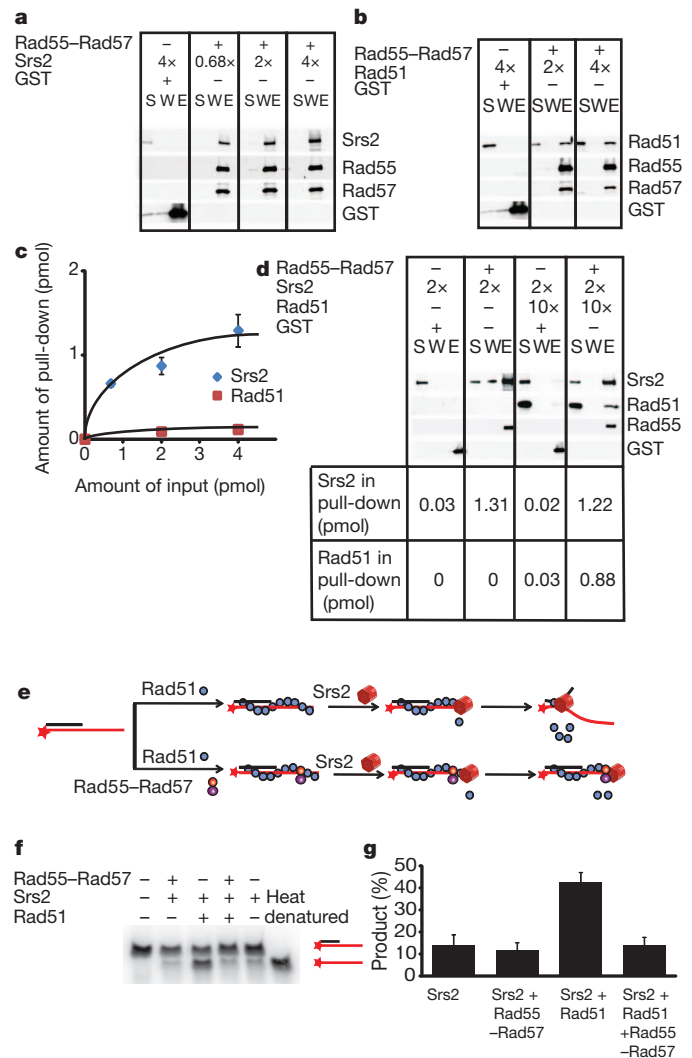 a
Rad55–Rad57 – + + +
Srs2 4× 0.68× 2× 4×
GST + – – –
S W E S W E S W E S W E
Srs2
Rad55
Rad57
GST
b
Rad55–Rad57 – + +
Rad51 4× 2× 4×
GST + – –
S W E S W E S W E
Rad51
Rad55
Rad57
GST
c
Amount of pull-down (pmol)
2
1
0
0 1 2 3 4
Amount of input (pmol)
Srs2
Rad51
d
Rad55–Rad57 – + – +
Srs2 2× 2× 2× 2×
Rad51 – – 10× 10×
GST + – + –
S W E S W E S W E S W E
Srs2
Rad51
Rad55
GST
Srs2 in pull-down (pmol) 0.03 1.31 0.02 1.22
Rad51 in pull-down (pmol) 0 0 0.03 0.88
e
Rad51 Srs2
Rad51 Srs2
Rad55–Rad57
f
Rad55–Rad57 – + – + –
Srs2 – + + + + Heat
Rad51 – – + + – denatured
g
Product (%)
50
40
30
20
10
0
Srs2
Srs2 + Rad55 –Rad57
Srs2 + Rad51
Srs2 + Rad51 +Rad55 –Rad57